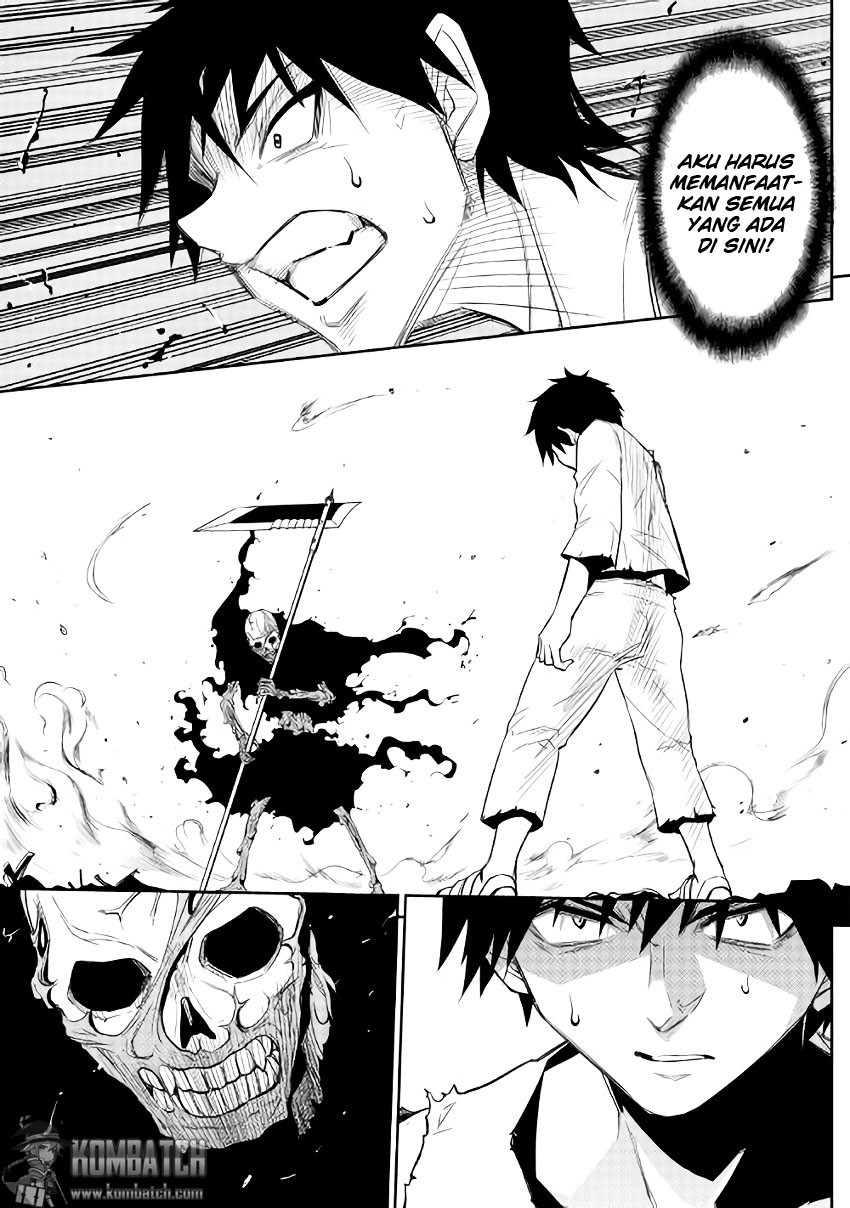 AKU HARUS
MEMANFAAT-
KAN SEMUA
YANG ADA
DI SINI!
KOMBATCH
www.kombatch.com